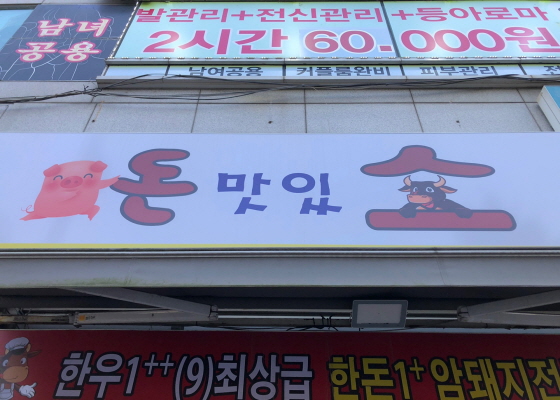 남녀
공용
발관리+전신관리+등아로마
2시간 60.000원
남여공용 커플룸완비 피부관리
돈 맛있소
한우1++(9)최상급 한돈1+암돼지전